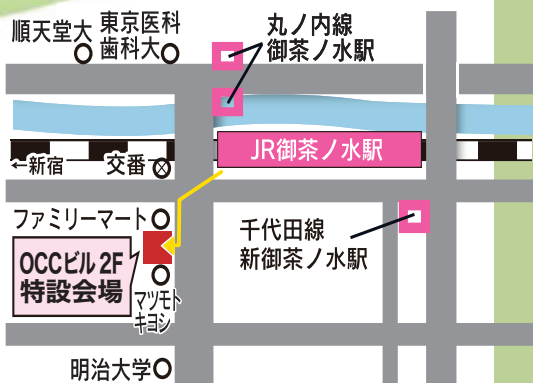 順天堂大
東京医科
歯科大
丸ノ内線
御茶ノ水駅
JR御茶ノ水駅
←新宿
交番
ファミリーマート
OCCビル2F
特設会場
マツモト
キヨシ
千代田線
新御茶ノ水駅
明治大学